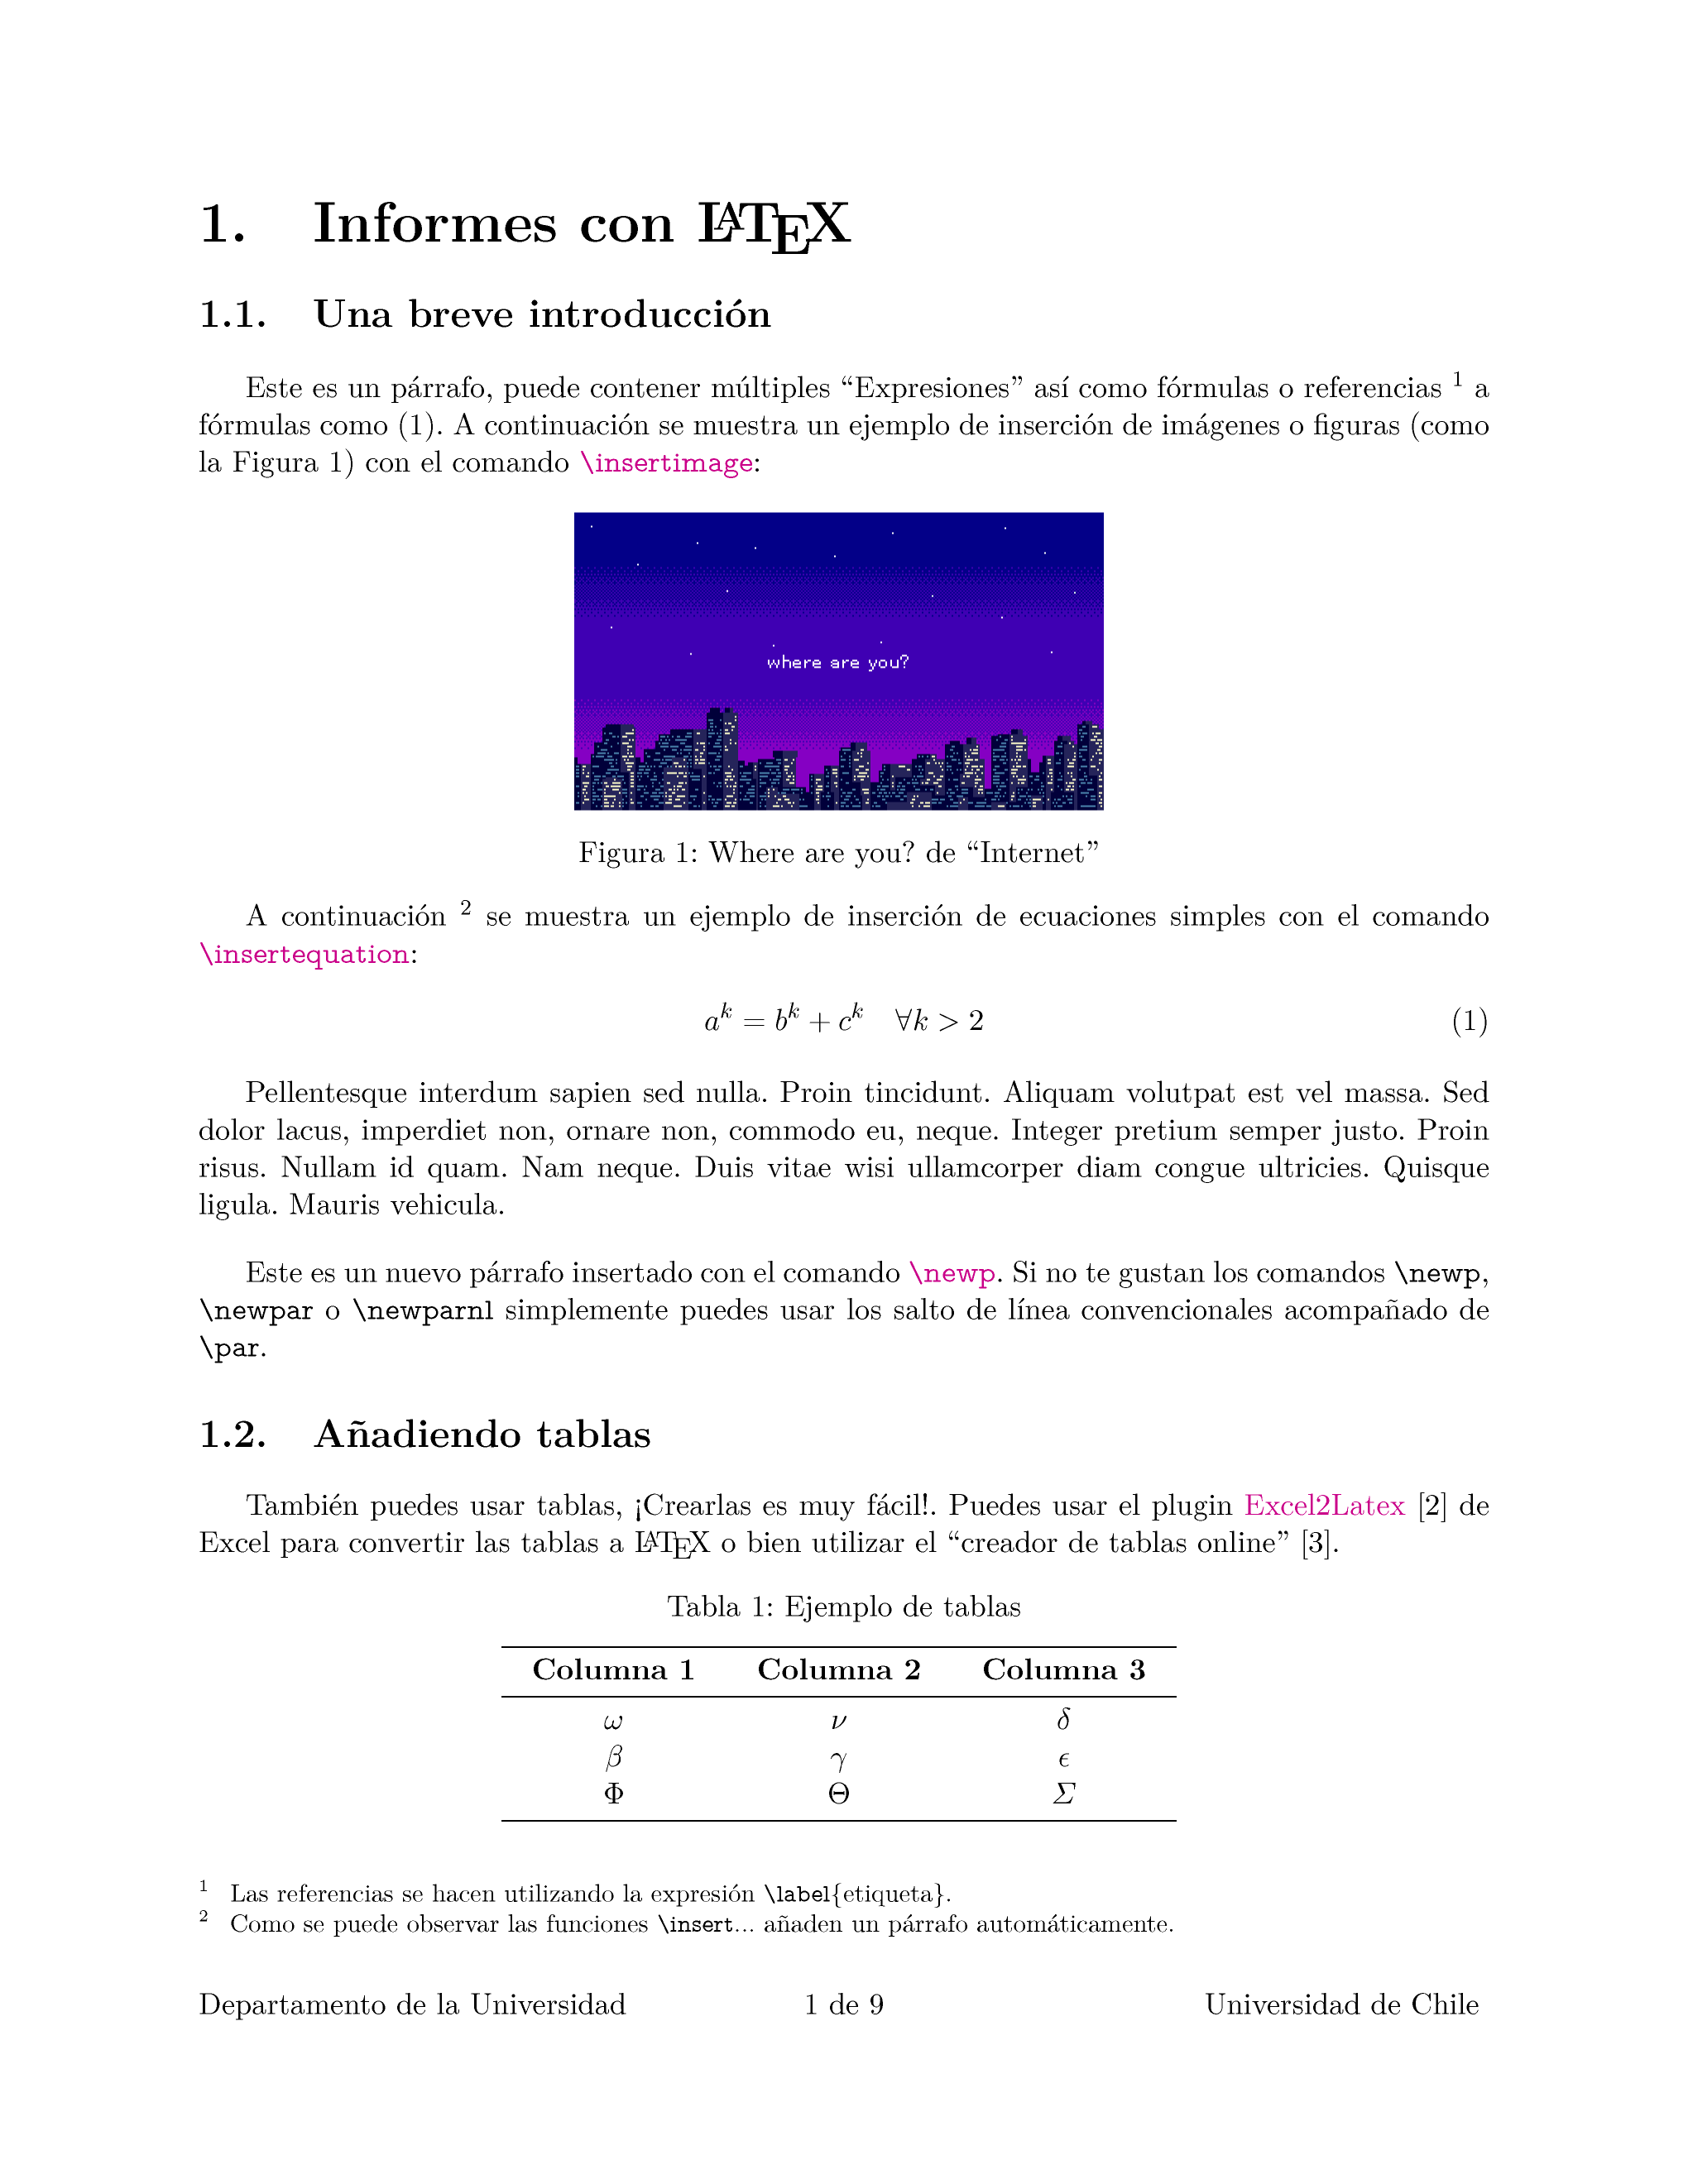 1. Informes con LATEX
1.1. Una breve introducción
Este es un párrafo, puede contener múltiples “Expresiones” así como fórmulas o referencias ¹ a
fórmulas como (1). A continuación se muestra un ejemplo de inserción de imágenes o figuras (como
la Figura 1) con el comando \insertimage:
where are you?
Figura 1: Where are you? de “Internet”
A continuación ² se muestra un ejemplo de inserción de ecuaciones simples con el comando
\insertequation:
a^k = b^k + c^k ∀k > 2 (1)
Pellentesque interdum sapien sed nulla. Proin tincidunt. Aliquam volutpat est vel massa. Sed
dolor lacus, imperdiet non, ornare non, commodo eu, neque. Integer pretium semper justo. Proin
risus. Nullam id quam. Nam neque. Duis vitae wisi ullamcorper diam congue ultricies. Quisque
ligula. Mauris vehicula.
Este es un nuevo párrafo insertado con el comando \newp. Si no te gustan los comandos \newp,
\newpar o \newparnl simplemente puedes usar los salto de línea convencionales acompañado de
\par.
1.2. Añadiendo tablas
También puedes usar tablas, ¡Crearlas es muy fácil!. Puedes usar el plugin Excel2Latex [2] de
Excel para convertir las tablas a LATEX o bien utilizar el “creador de tablas online” [3].
Tabla 1: Ejemplo de tablas
Columna 1 Columna 2 Columna 3
ω ν δ
β γ ϵ
Φ Θ Σ
¹ Las referencias se hacen utilizando la expresión \label{etiqueta}.
² Como se puede observar las funciones \insert... añaden un párrafo automáticamente.
Departamento de la Universidad 1 de 9 Universidad de Chile